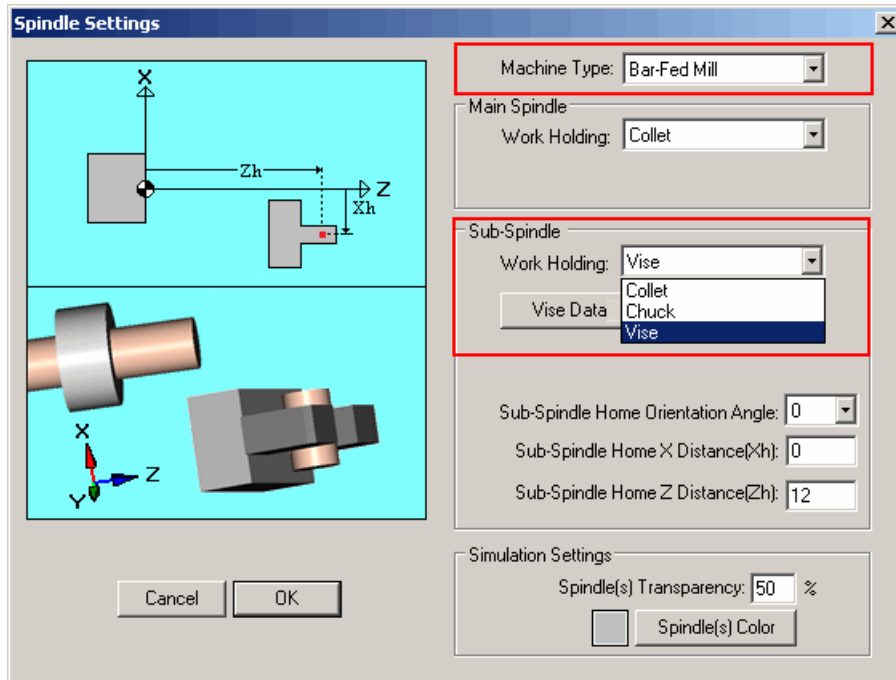 Spindle Settings
X
Zh
Z
Xh
X
Z
Y
Machine Type: Bar-Fed Mill
Main Spindle
Work Holding: Collet
Sub-Spindle
Work Holding: Vise
Collet
Chuck
Vise
Vise Data
Sub-Spindle Home Orientation Angle: 0
Sub-Spindle Home X Distance(Xh): 0
Sub-Spindle Home Z Distance(Zh): 12
Simulation Settings
Spindle(s) Transparency: 50 %
Spindle(s) Color
Cancel OK